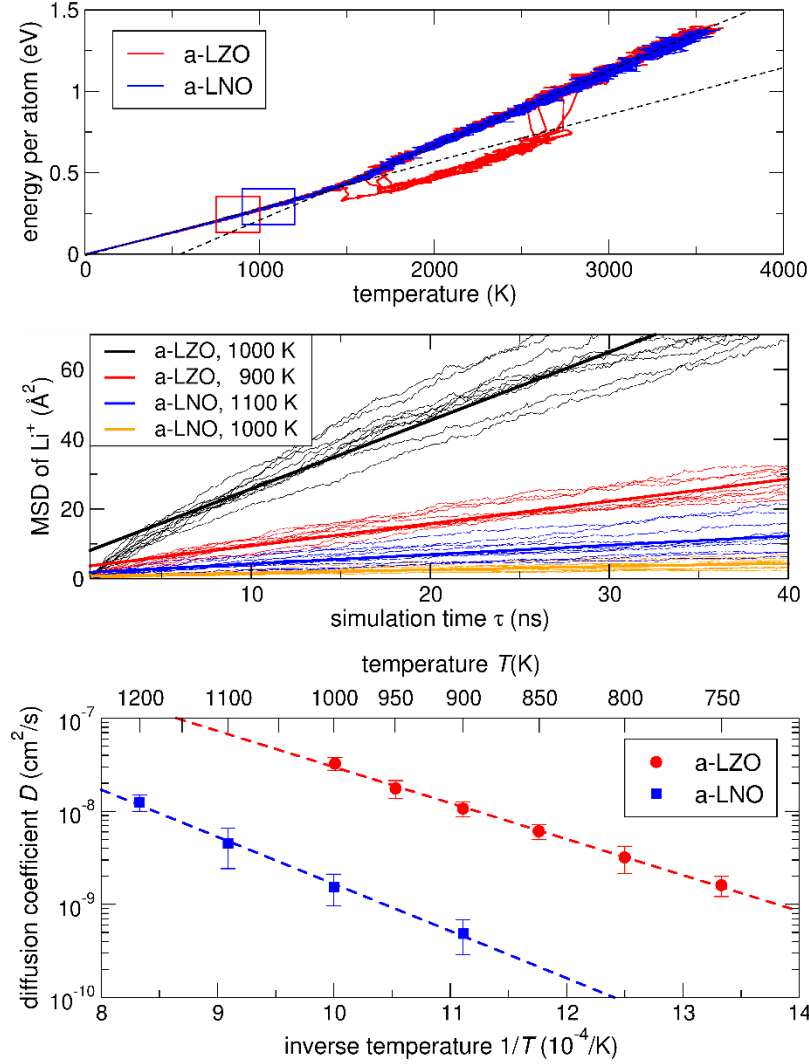 1.5
1
0.5
0
energy per atom (eV)
a-LZO
a-LNO
0 1000 2000 3000 4000
temperature (K)
60
40
20
0
MSD of Li⁺ (Å²)
a-LZO, 1000 K
a-LZO, 900 K
a-LNO, 1100 K
a-LNO, 1000 K
10 20 30 40
simulation time τ (ns)
temperature T(K)
1200 1100 1000 950 900 850 800 750
10⁻⁷
10⁻⁸
10⁻⁹
10⁻¹⁰
diffusion coefficient D (cm²/s)
a-LZO
a-LNO
8 9 10 11 12 13 14
inverse temperature 1/T (10⁻⁴/K)